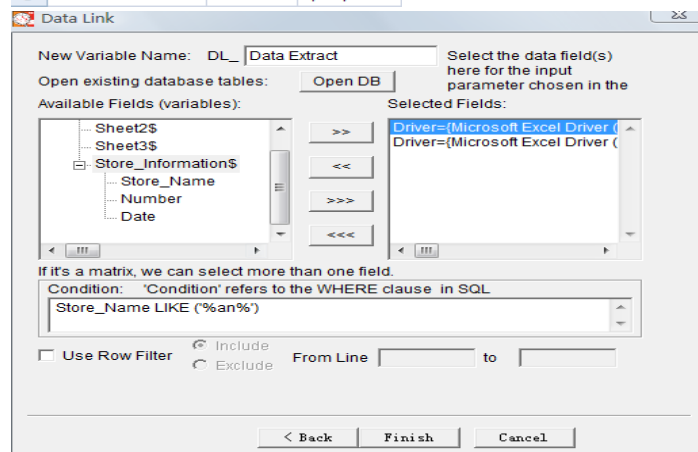 Data Link
New Variable Name: DL_ Data Extract
Select the data field(s)
here for the input
parameter chosen in the
Open existing database tables: Open DB
Available Fields (variables):
Selected Fields:
Sheet2$
Sheet3$
Store_Information$
Store_Name
Number
Date
>>
<<
>>>
<<<
Driver={Microsoft Excel Driver (
Driver={Microsoft Excel Driver (
If it's a matrix, we can select more than one field.
Condition: 'Condition' refers to the WHERE clause in SQL
Store_Name LIKE ('%an%')
Use Row Filter
Include
Exclude
From Line to
< Back Finish Cancel